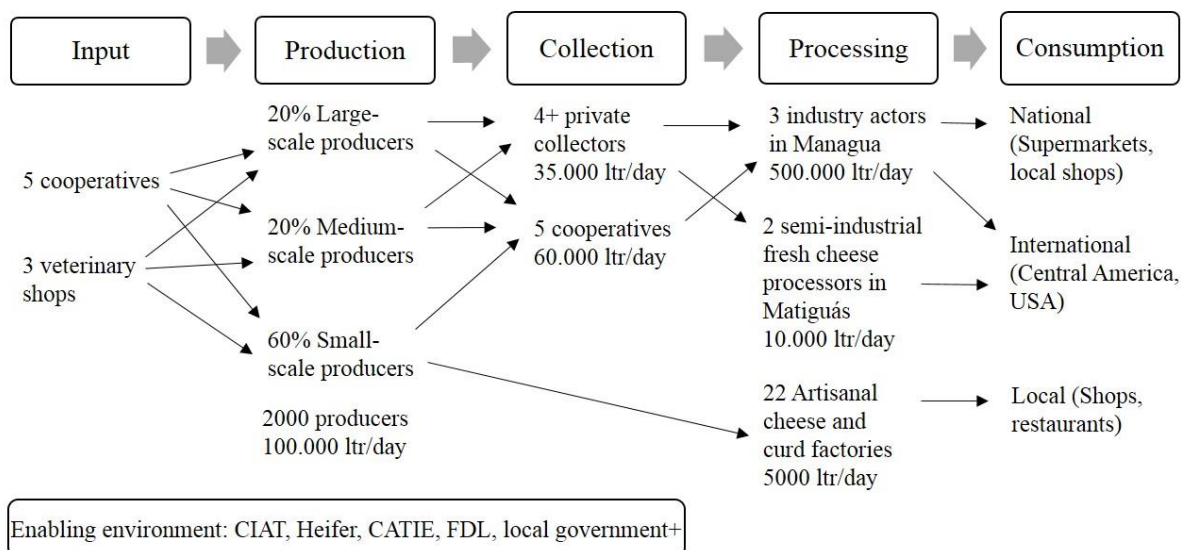 Input
Production
Collection
Processing
Consumption
5 cooperatives
3 veterinary
shops
20% Large-
scale producers
20% Medium-
scale producers
60% Small-
scale producers
2000 producers
100.000 ltr/day
4+ private
collectors
35.000 ltr/day
5 cooperatives
60.000 ltr/day
3 industry actors
in Managua
500.000 ltr/day
2 semi-industrial
fresh cheese
processors in
Matiguás
10.000 ltr/day
22 Artisanal
cheese and
curd factories
5000 ltr/day
National
(Supermarkets,
local shops)
International
(Central America,
USA)
Local (Shops,
restaurants)
Enabling environment: CIAT, Heifer, CATIE, FDL, local government+